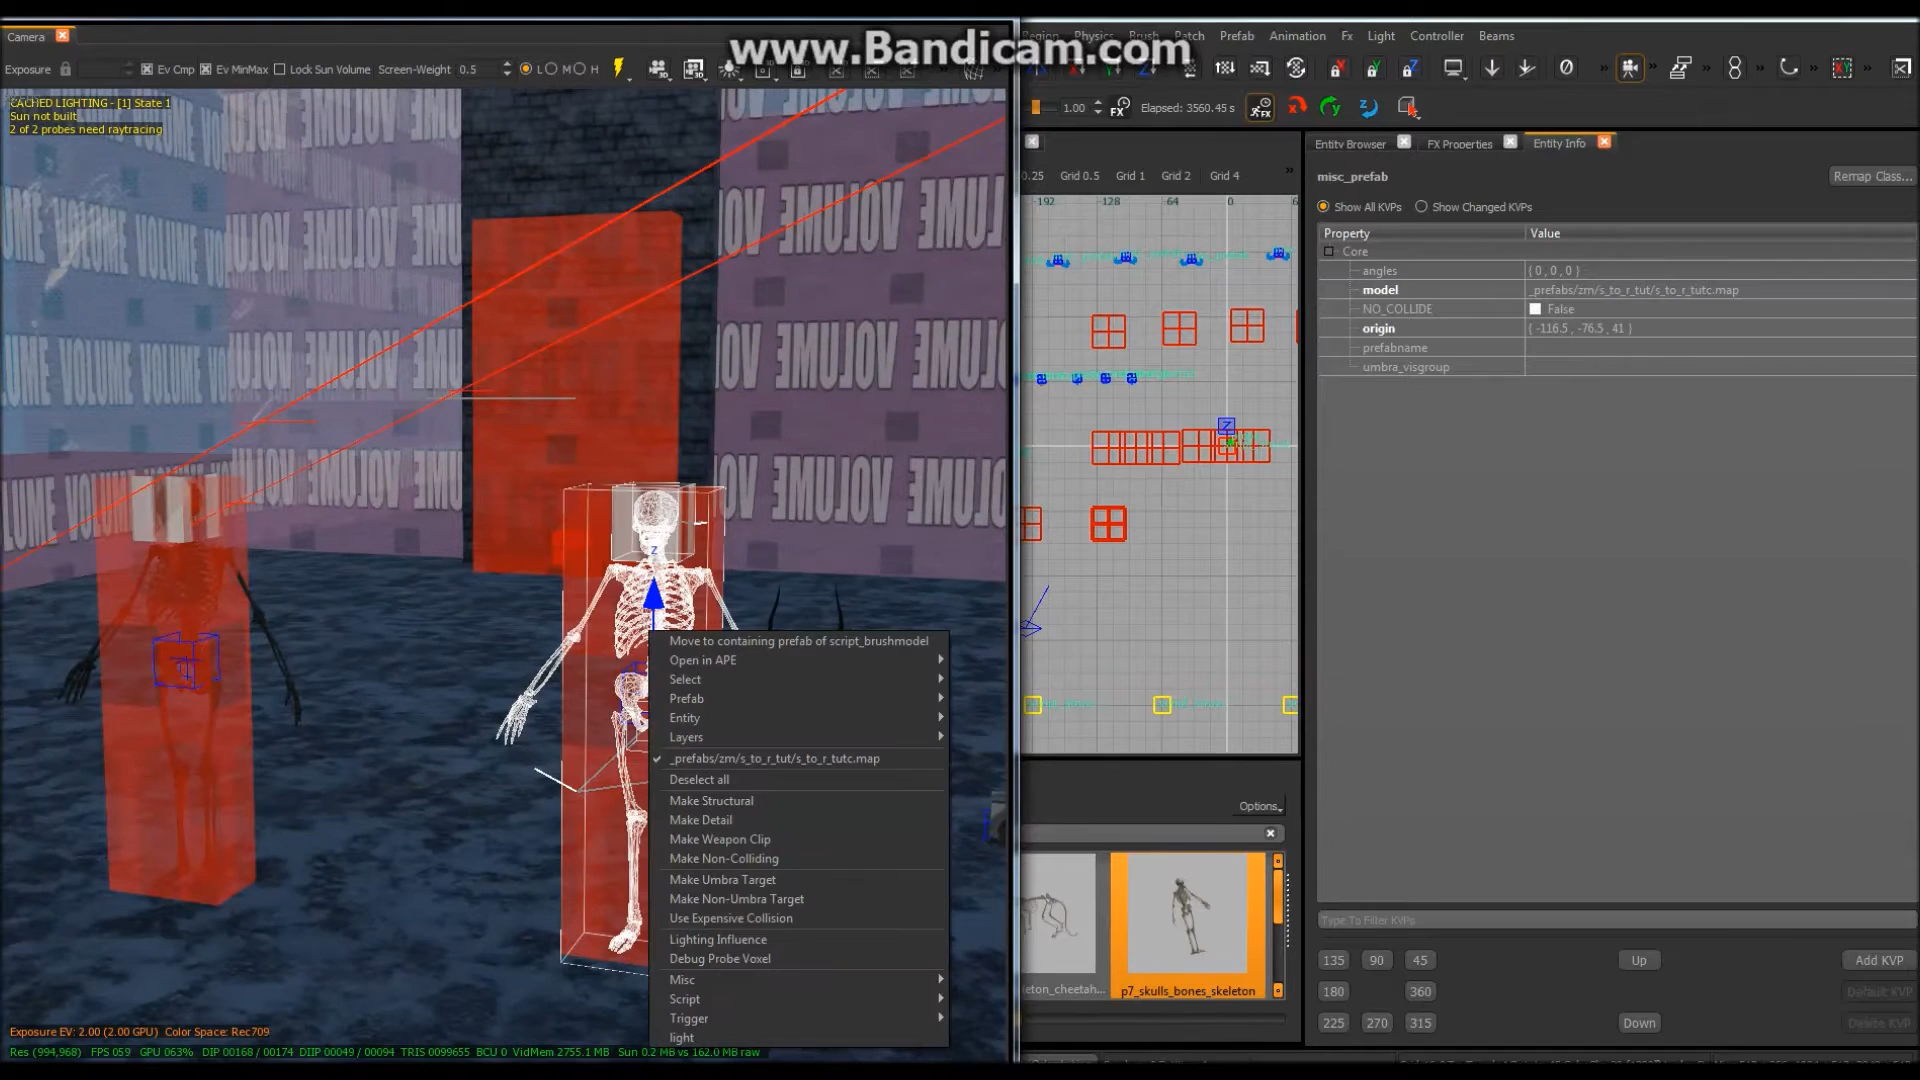 www.Bandicam.com
Camera
Region Physics Brush Patch Prefab Animation Fx Light Controller Beams
Exposure Ev Cmp Ev MinMax Lock Sun Volume Screen-Weight 0.5 L M H
1.00 FX Elapsed: 3560.45 s
CACHED LIGHTING - [1] State 1
Sun not built
2 of 2 probes need raytracing
VOLUME VOLUME VOLUME
Entity Browser FX Properties Entity Info
0.25 Grid 0.5 Grid 1 Grid 2 Grid 4
misc_prefab
Remap Class...
-192 -128 -64 0
Show All KVPs Show Changed KVPs
Property Value
Core
angles { 0 , 0 , 0 }
model _prefabs/zm/s_to_r_tut/s_to_r_tutc.map
NO_COLLIDE False
origin { -116.5 , -76.5 , 41 }
prefabname
umbra_visgroup
Z
Z
Move to containing prefab of script_brushmodel
Open in APE
Select
Prefab
Entity
Layers
_prefabs/zm/s_to_r_tut/s_to_r_tutc.map
Deselect all
Make Structural
Make Detail
Make Weapon Clip
Make Non-Colliding
Make Umbra Target
Make Non-Umbra Target
Use Expensive Collision
Lighting Influence
Debug Probe Voxel
Misc
Script
Trigger
light
Options
p7_skulls_bones_skeleton
Type To Filter KVPs
135 90 45 Up Add KVP
180 360 Default KVP
225 270 315 Down Delete KVP
Exposure EV: 2.00 (2.00 GPU) Color Space: Rec709
Res (994,968) FPS 059 GPU 063% DIP 00168 / 00174 DIIP 00049 / 00094 TRIS 0099655 BCU 0 VidMem 2755.1 MB Sun 0.2 MB vs 162.0 MB raw